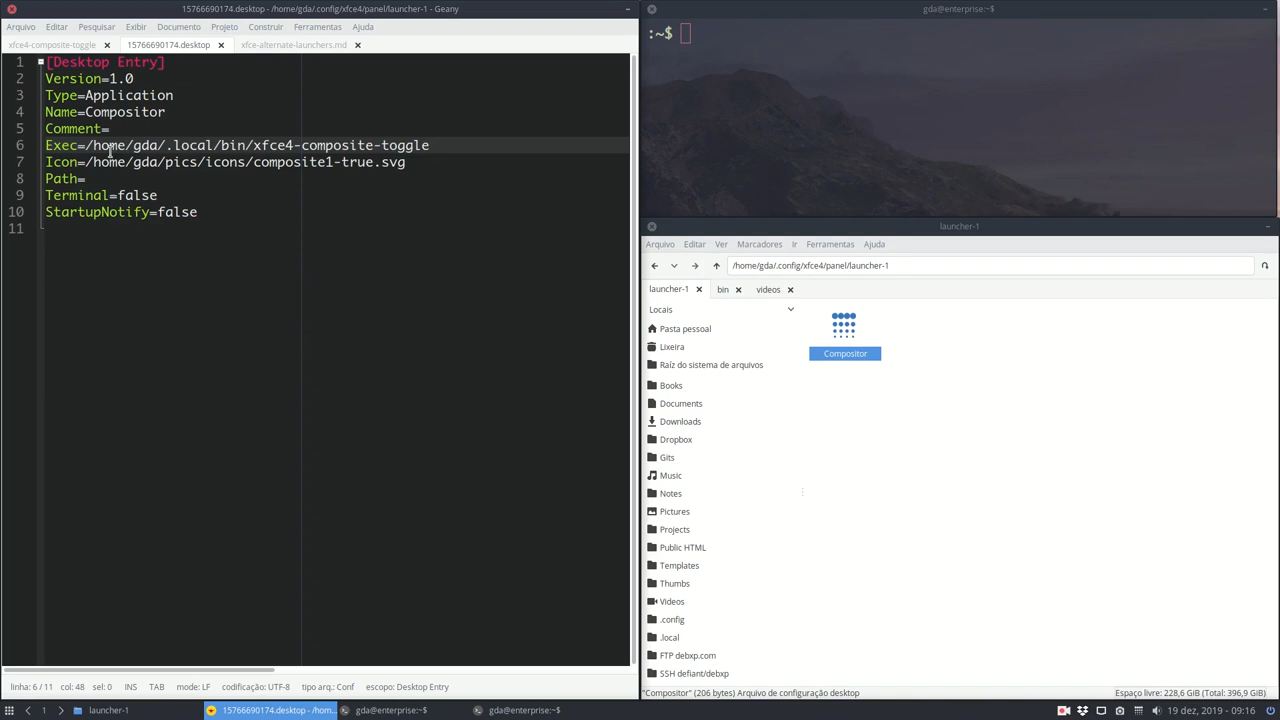 15766690174.desktop - /home/gda/.config/xfce4/panel/launcher-1 - Geany
Arquivo Editar Pesquisar Exibir Documento Projeto Construir Ferramentas Ajuda
xfce4-composite-toggle 15766690174.desktop xfce-alternate-launchers.md
1 [Desktop Entry]
2 Version=1.0
3 Type=Application
4 Name=Compositor
5 Comment=
6 Exec=/home/gda/.local/bin/xfce4-composite-toggle
7 Icon=/home/gda/pics/icons/composite1-true.svg
8 Path=
9 Terminal=false
10 StartupNotify=false
11
linha: 6 / 11 col: 48 sel: 0 INS TAB mode: LF codificação: UTF-8 tipo arq.: Conf escopo: Desktop Entry
gda@enterprise:~$
:~$
launcher-1
Arquivo Editar Ver Marcadores Ir Ferramentas Ajuda
/home/gda/.config/xfce4/panel/launcher-1
launcher-1 bin videos
Locais
Pasta pessoal
Lixeira
Raíz do sistema de arquivos
Books
Documents
Downloads
Dropbox
Gits
Music
Notes
Pictures
Projects
Public HTML
Templates
Thumbs
Videos
.config
.local
FTP debxp.com
SSH defiant/debxp
Compositor
"Compositor" (206 bytes) Arquivo de configuração desktop
Espaço livre: 228,6 GiB (Total: 396,9 GiB)
1 launcher-1 15766690174.desktop - /hom... gda@enterprise:~$ gda@enterprise:~$ 19 dez, 2019 - 09:16